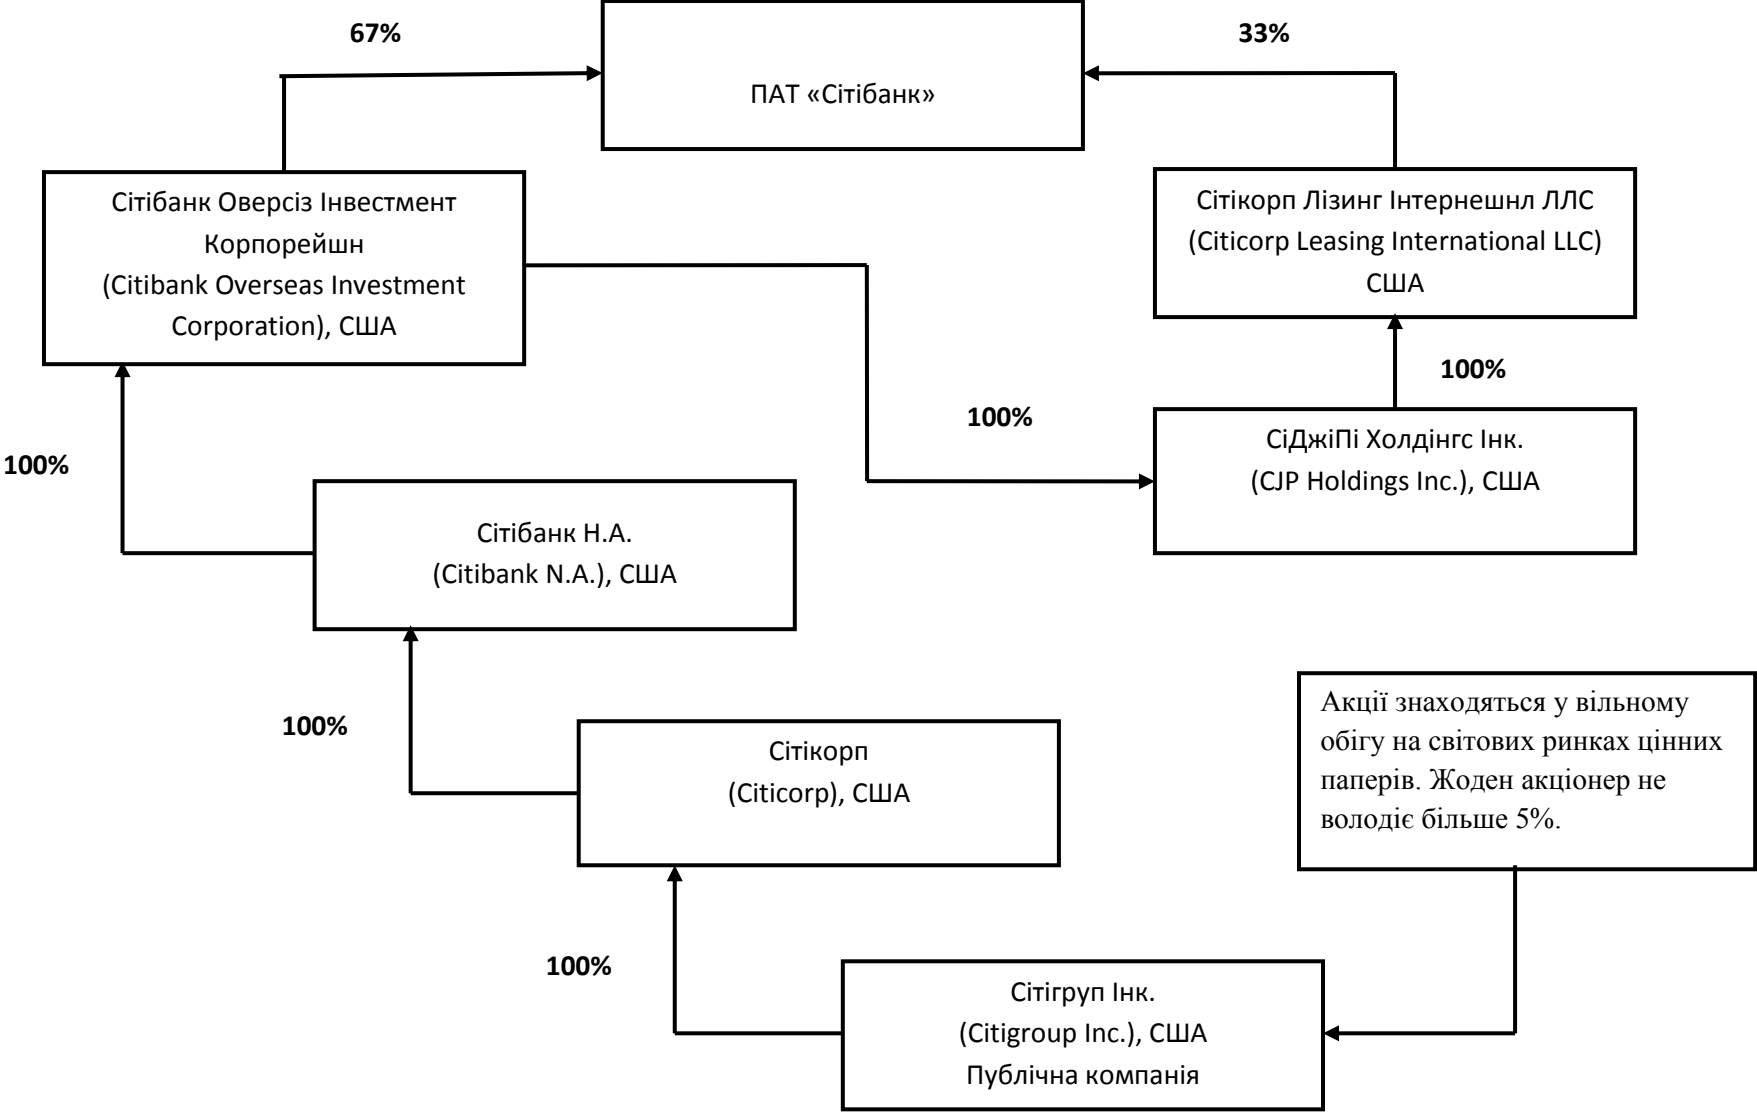 67%
33%
ПАТ «Сітібанк»
Сітібанк Оверсіз Інвестмент
Корпорейшн
(Citibank Overseas Investment
Corporation), США
Сітікорп Лізинг Інтернешнл ЛЛС
(Citicorp Leasing International LLC)
США
100%
100%
СіДжіПі Холдінгс Інк.
(CJP Holdings Inc.), США
100%
Сітібанк Н.А.
(Citibank N.A.), США
100%
Сітікорп
(Citicorp), США
Акції знаходяться у вільному
обігу на світових ринках цінних
паперів. Жоден акціонер не
володіє більше 5%.
100%
Сітігруп Інк.
(Citigroup Inc.), США
Публічна компанія